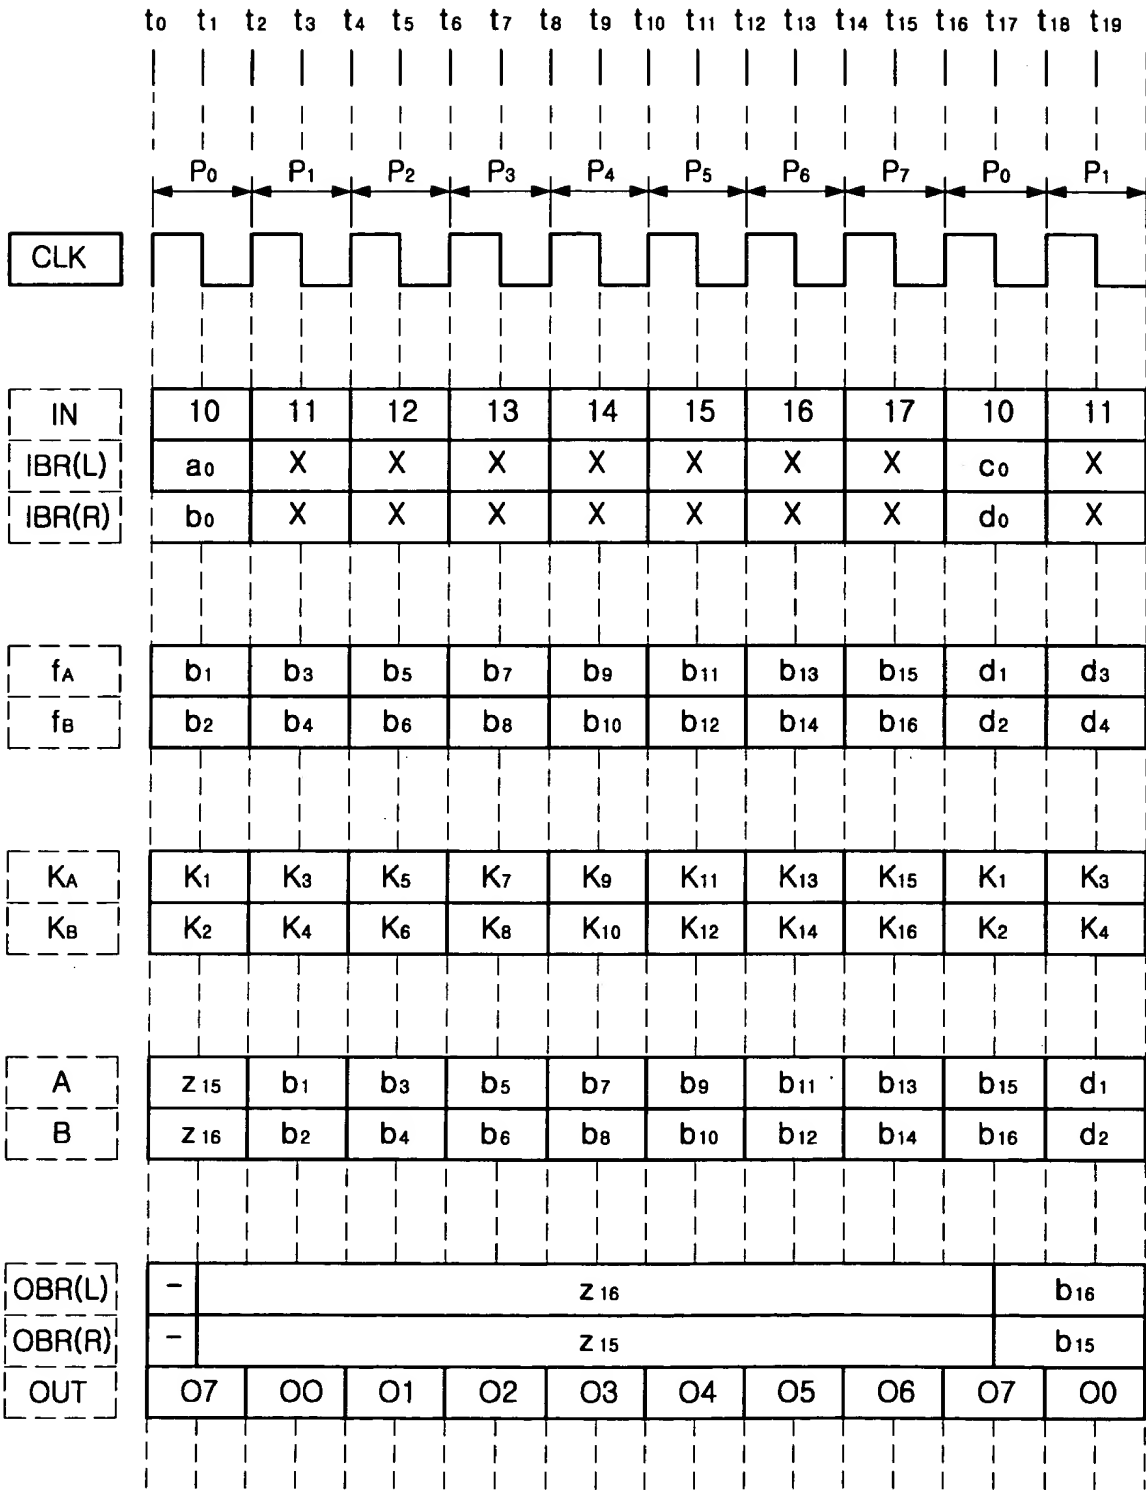 t0 t1 t2 t3 t4 t5 t6 t7 t8 t9 t10 t11 t12 t13 t14 t15 t16 t17 t18 t19
P0 P1 P2 P3 P4 P5 P6 P7 P0 P1
CLK
IN 10 11 12 13 14 15 16 17 10 11
IBR(L) a0 X X X X X X X c0 X
IBR(R) b0 X X X X X X X d0 X
fA b1 b3 b5 b7 b9 b11 b13 b15 d1 d3
fB b2 b4 b6 b8 b10 b12 b14 b16 d2 d4
KA K1 K3 K5 K7 K9 K11 K13 K15 K1 K3
KB K2 K4 K6 K8 K10 K12 K14 K16 K2 K4
A z15 b1 b3 b5 b7 b9 b11 b13 b15 d1
B z16 b2 b4 b6 b8 b10 b12 b14 b16 d2
OBR(L) – z16 b16
OBR(R) – z15 b15
OUT O7 O0 O1 O2 O3 O4 O5 O6 O7 O0